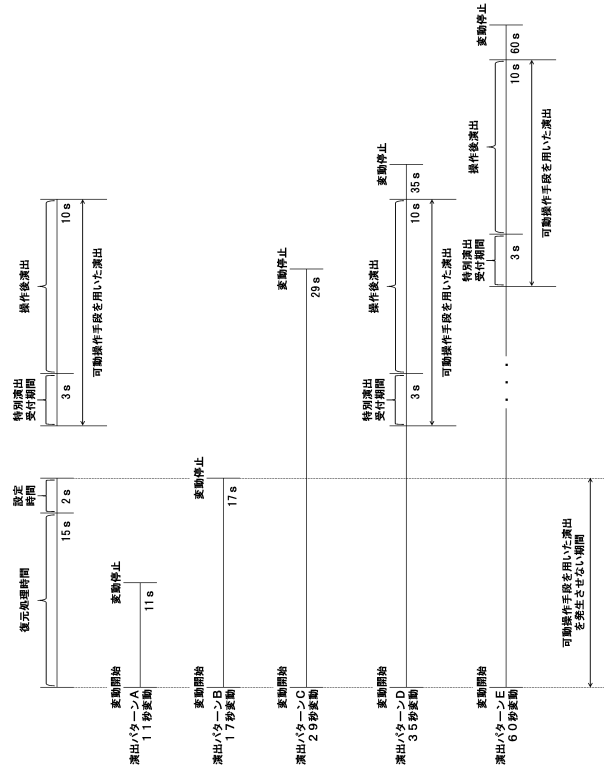 復元処理時間
設定
時間
15s
2s
特別演出
受付期間
操作後演出
3s
10s
可動操作手段を用いた演出
演出パターンA
11秒変動
変動開始
変動停止
11s
演出パターンB
17秒変動
変動開始
変動停止
17s
演出パターンC
29秒変動
変動開始
変動停止
29s
演出パターンD
35秒変動
変動開始
特別演出
受付期間
操作後演出
変動停止
3s
10s
35s
可動操作手段を用いた演出
演出パターンE
60秒変動
変動開始
・・・
特別演出
受付期間
操作後演出
変動停止
3s
10s
60s
可動操作手段を用いた演出
可動操作手段を用いた演出
を発生させない期間